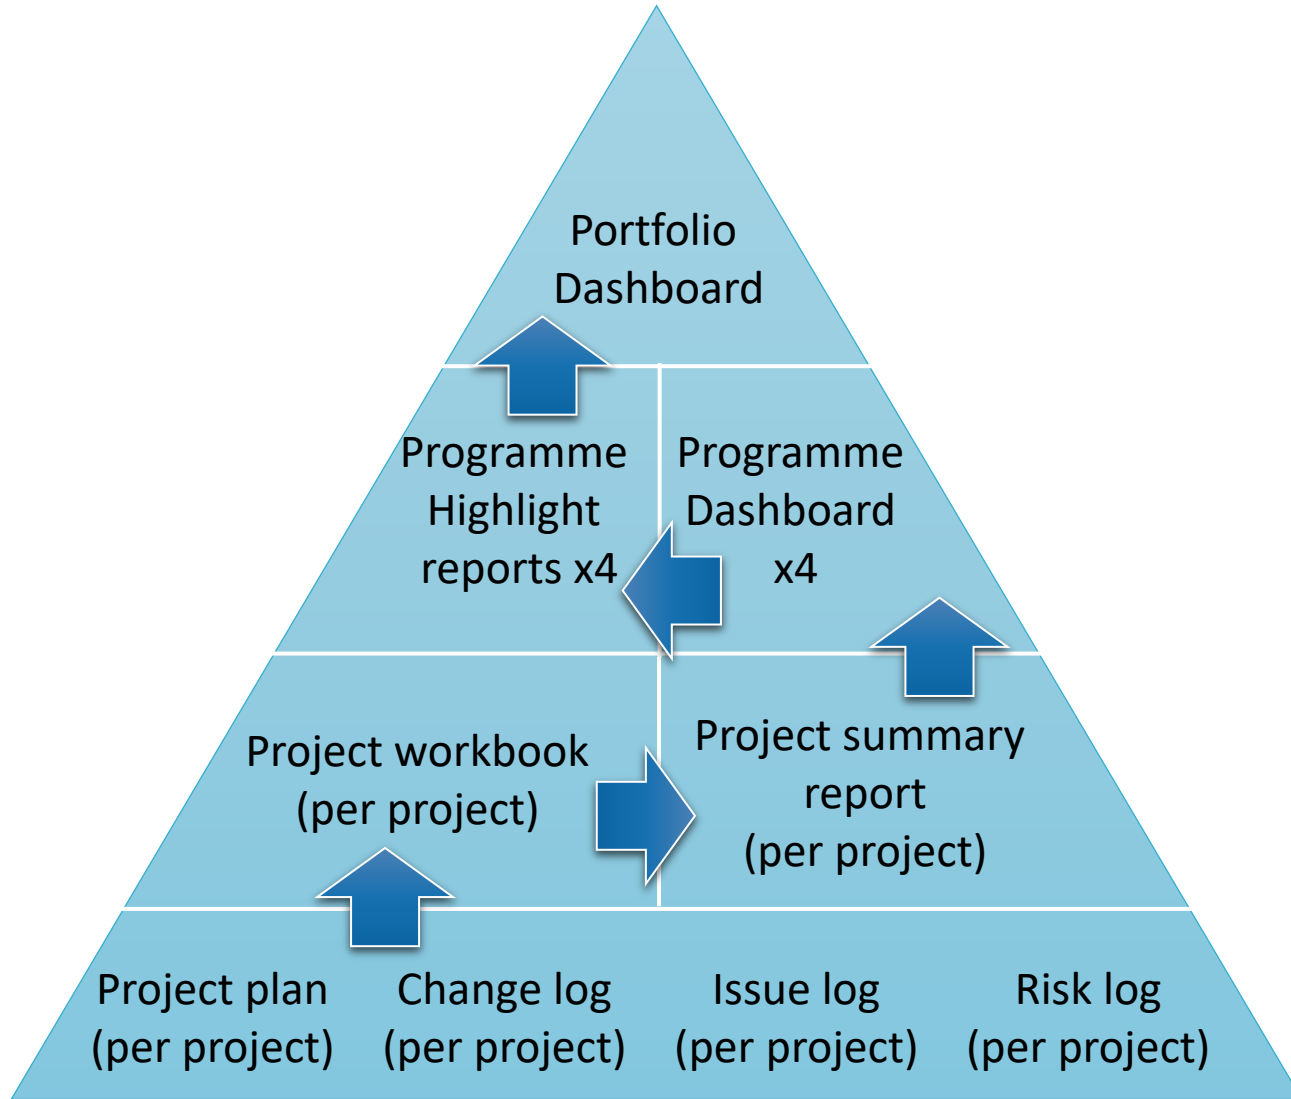 Portfolio
Dashboard
Programme
Highlight
reports x4
Programme
Dashboard
x4
Project workbook
(per project)
Project summary
report
(per project)
Project plan
(per project)
Change log
(per project)
Issue log
(per project)
Risk log
(per project)